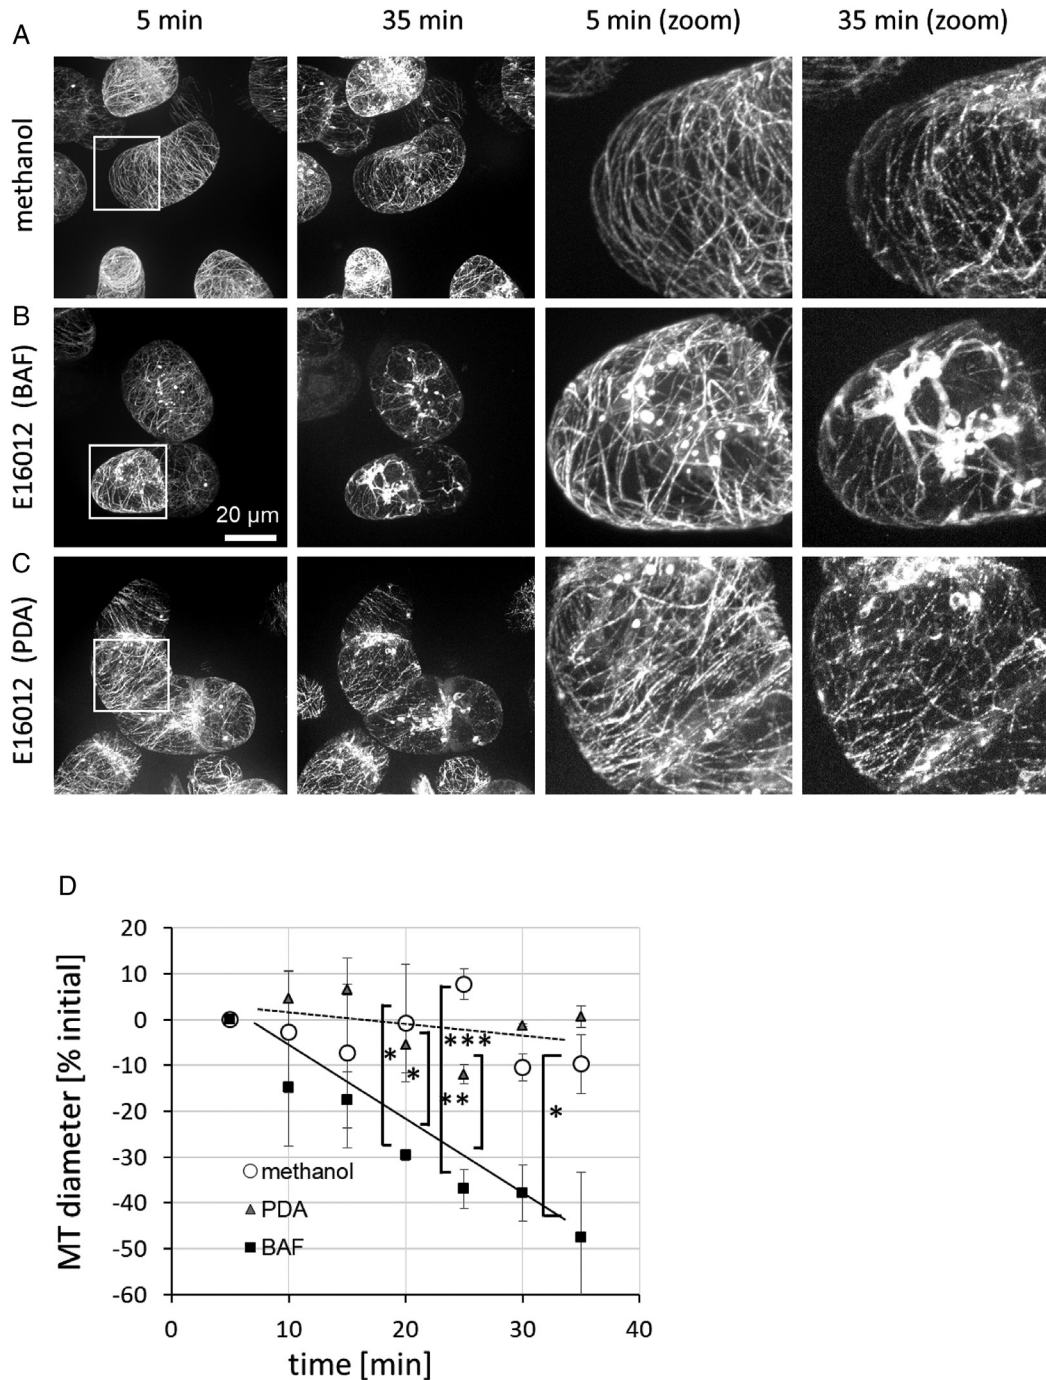 A
5 min
35 min
5 min (zoom)
35 min (zoom)
methanol
B
E16012 (BAF)
20 µm
C
E16012 (PDA)
D
MT diameter [% initial]
20
10
0
-10
-20
-30
-40
-50
-60
***
*
*
**
*
methanol
PDA
BAF
0
10
20
30
40
time [min]